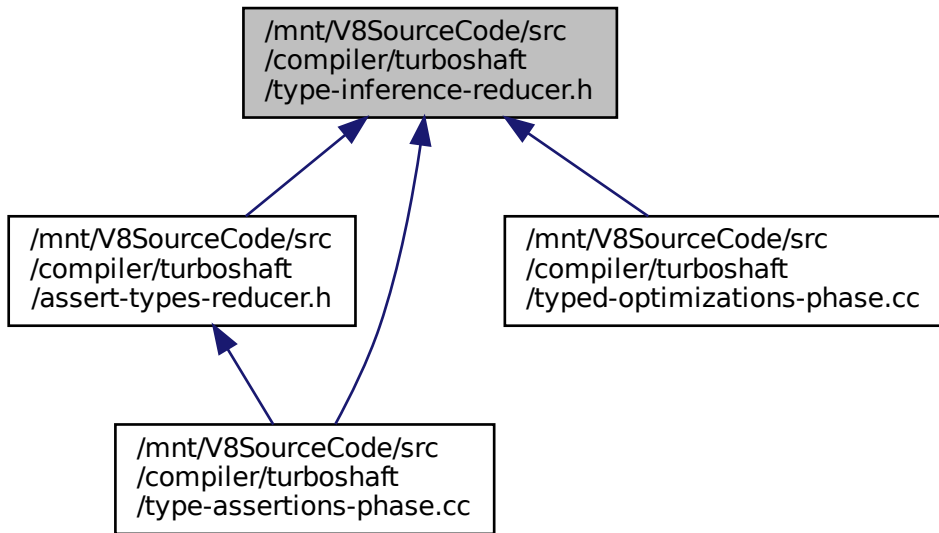 /mnt/V8SourceCode/src
/compiler/turboshaft
/type-inference-reducer.h
/mnt/V8SourceCode/src
/compiler/turboshaft
/assert-types-reducer.h
/mnt/V8SourceCode/src
/compiler/turboshaft
/typed-optimizations-phase.cc
/mnt/V8SourceCode/src
/compiler/turboshaft
/type-assertions-phase.cc